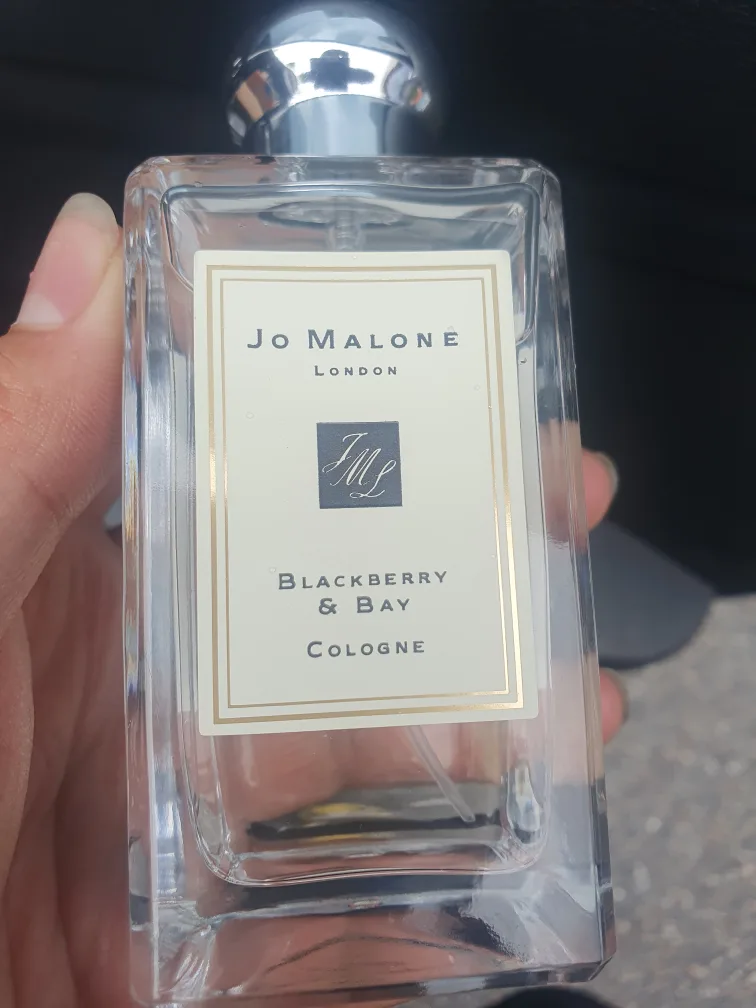 Jo Malone
London
JML
Blackberry
& Bay
Cologne